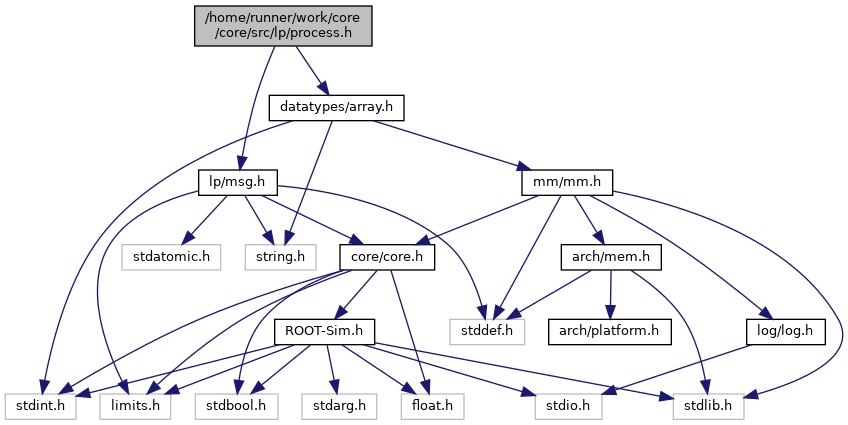 /home/runner/work/core
/core/src/lp/process.h
datatypes/array.h
lp/msg.h
mm/mm.h
stdatomic.h
string.h
core/core.h
arch/mem.h
ROOT-Sim.h
stddef.h
arch/platform.h
log/log.h
stdint.h
limits.h
stdbool.h
stdarg.h
float.h
stdio.h
stdlib.h